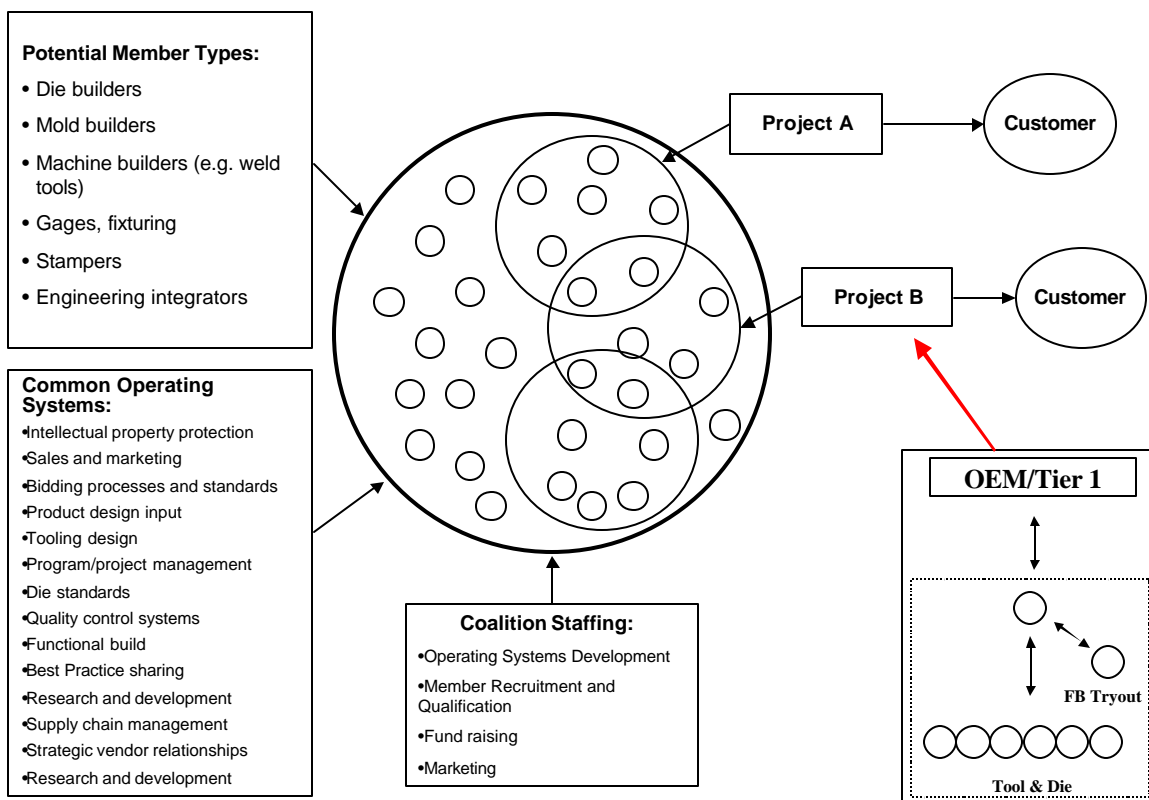 Potential Member Types:
• Die builders
• Mold builders
• Machine builders (e.g. weld
tools)
• Gages, fixturing
• Stampers
• Engineering integrators
Common Operating
Systems:
•Intellectual property protection
•Sales and marketing
•Bidding processes and standards
•Product design input
•Tooling design
•Program/project management
•Die standards
•Quality control systems
•Functional build
•Best Practice sharing
•Research and development
•Supply chain management
•Strategic vendor relationships
•Research and development
Coalition Staffing:
•Operating Systems Development
•Member Recruitment and
Qualification
•Fund raising
•Marketing
Project A
Customer
Project B
Customer
OEM/Tier 1
FB Tryout
Tool & Die